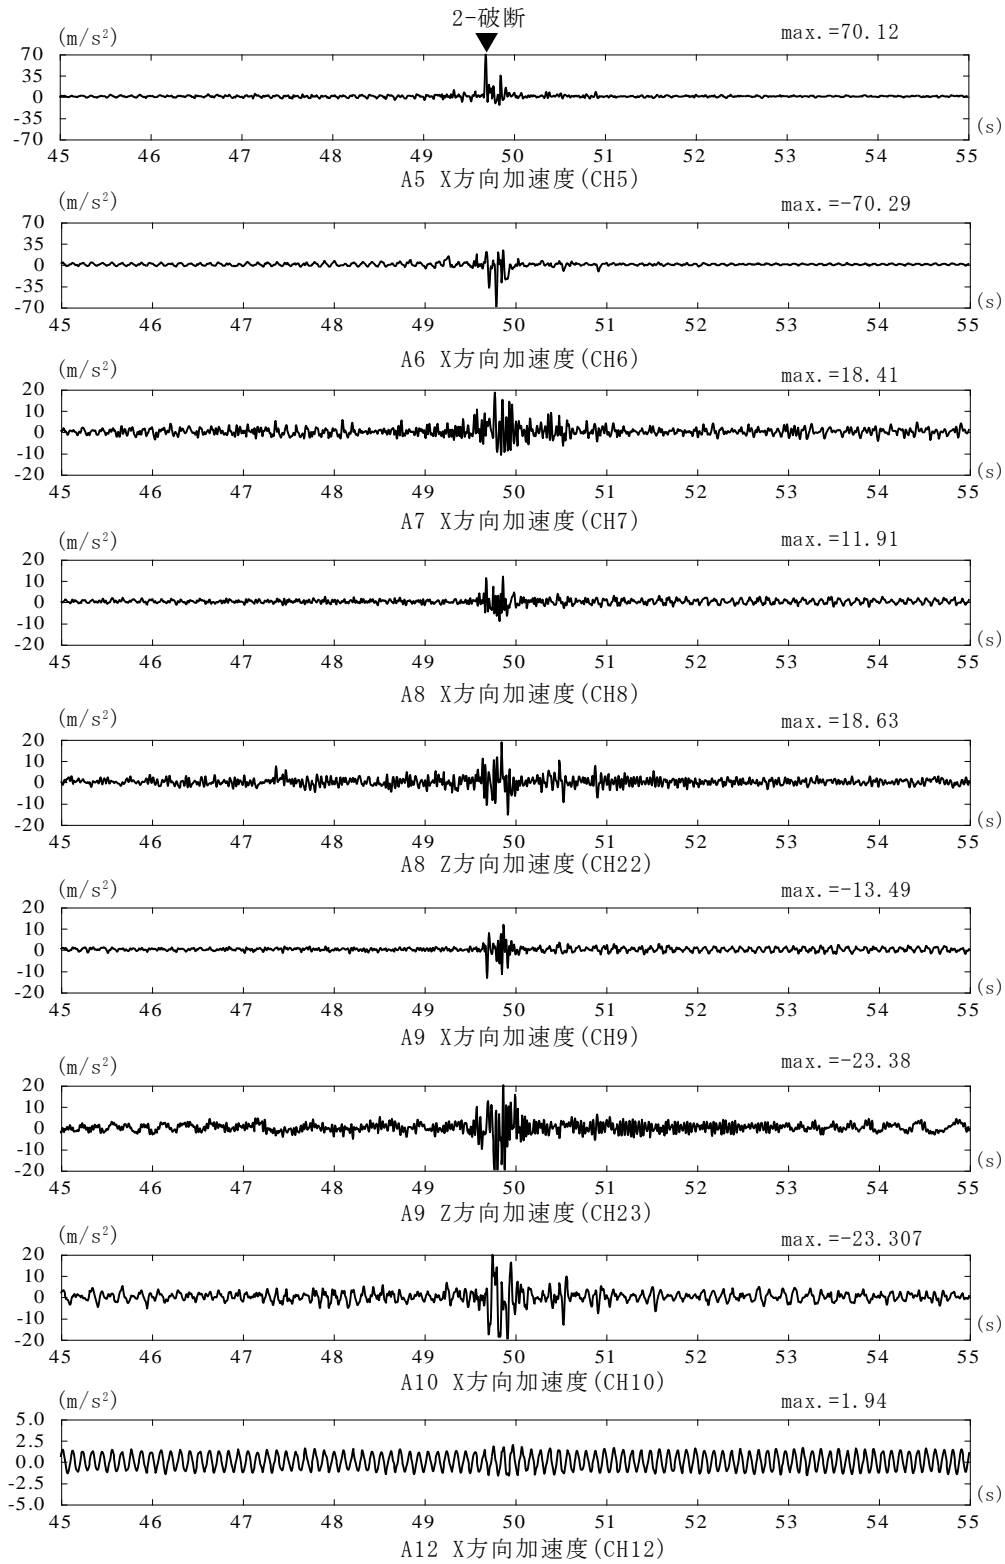 2-破断
(m/s²) max.=70.12
70
35
0
-35
-70
(s)
45 46 47 48 49 50 51 52 53 54 55
A5 X方向加速度(CH5)
(m/s²) max.=-70.29
70
35
0
-35
-70
(s)
45 46 47 48 49 50 51 52 53 54 55
A6 X方向加速度(CH6)
(m/s²) max.=18.41
20
10
0
-10
-20
(s)
45 46 47 48 49 50 51 52 53 54 55
A7 X方向加速度(CH7)
(m/s²) max.=11.91
20
10
0
-10
-20
(s)
45 46 47 48 49 50 51 52 53 54 55
A8 X方向加速度(CH8)
(m/s²) max.=18.63
20
10
0
-10
-20
(s)
45 46 47 48 49 50 51 52 53 54 55
A8 Z方向加速度(CH22)
(m/s²) max.=-13.49
20
10
0
-10
-20
(s)
45 46 47 48 49 50 51 52 53 54 55
A9 X方向加速度(CH9)
(m/s²) max.=-23.38
20
10
0
-10
-20
(s)
45 46 47 48 49 50 51 52 53 54 55
A9 Z方向加速度(CH23)
(m/s²) max.=-23.307
20
10
0
-10
-20
(s)
45 46 47 48 49 50 51 52 53 54 55
A10 X方向加速度(CH10)
(m/s²) max.=1.94
5.0
2.5
0.0
-2.5
-5.0
(s)
45 46 47 48 49 50 51 52 53 54 55
A12 X方向加速度(CH12)